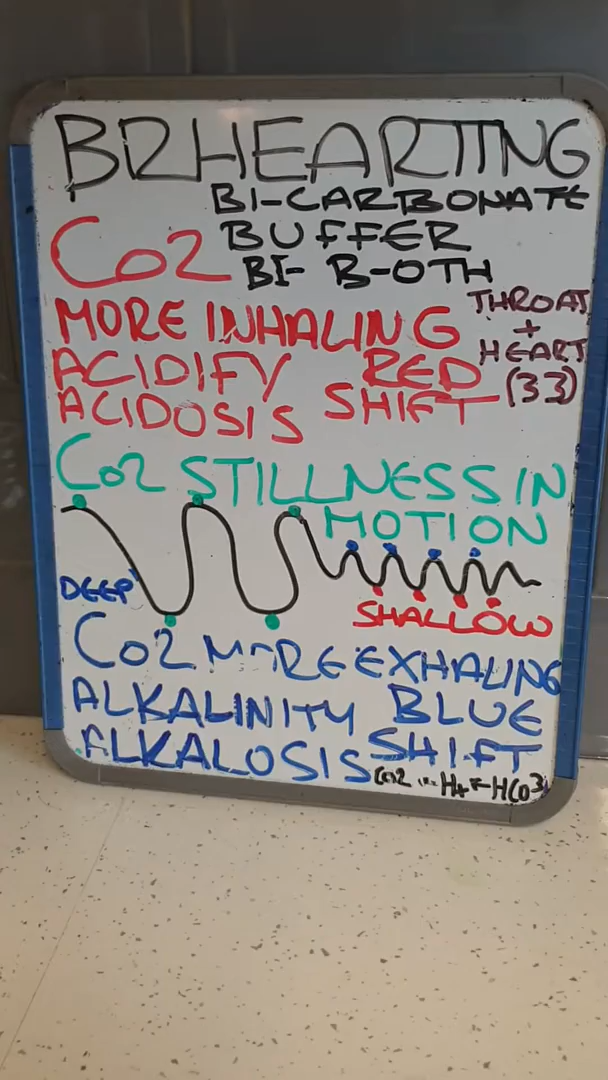 BRHEARTING
BI-CARBONATE
BUFFER
CO2 BI- B-OTH
THROAT
+
HEART
(33)
MORE INHALING
ACIDIFY RED
ACIDOSIS SHIFT
CO2 STILLNESS IN
MOTION
DEEP
SHALLOW
CO2 MORE EXHALING
ALKALINITY BLUE
ALKALOSIS SHIFT